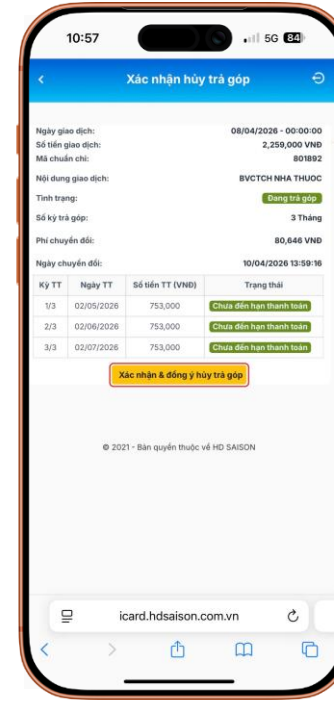 10:57 5G 84
Xác nhận hủy trả góp
Ngày giao dịch: 08/04/2026 - 00:00:00
Số tiền giao dịch: 2,259,000 VNĐ
Mã chuẩn chi: 801892
Nội dung giao dịch: BVCTCH NHA THUOC
Tình trạng: Đang trả góp
Số kỳ trả góp: 3 Tháng
Phí chuyển đổi: 80,646 VNĐ
Ngày chuyển đổi: 10/04/2026 13:59:16
Kỳ TT Ngày TT Số tiền TT (VNĐ) Trạng thái
1/3 02/05/2026 753,000 Chưa đến hạn thanh toán
2/3 02/06/2026 753,000 Chưa đến hạn thanh toán
3/3 02/07/2026 753,000 Chưa đến hạn thanh toán
Xác nhận & đồng ý hủy trả góp
© 2021 - Bản quyền thuộc về HD SAISON
icard.hdsaison.com.vn